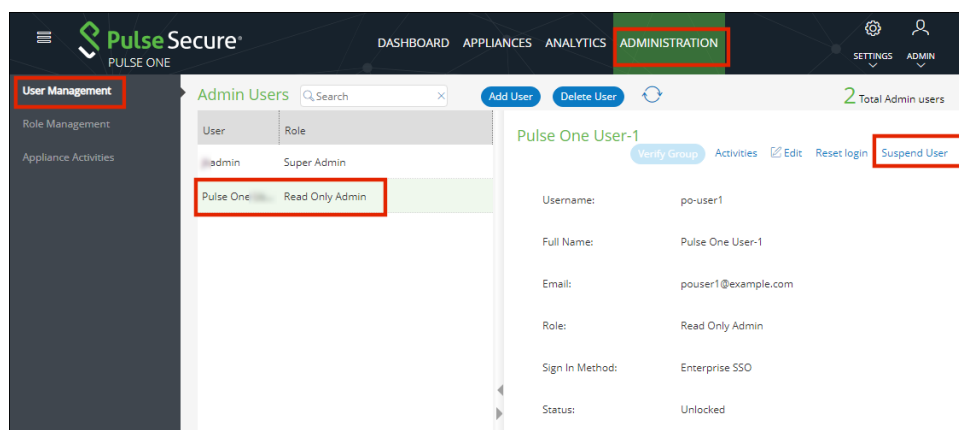 Pulse Secure®
PULSE ONE
DASHBOARD APPLIANCES ANALYTICS ADMINISTRATION
SETTINGS ADMIN
User Management
Role Management
Appliance Activities
Admin Users Search × Add User Delete User 2 Total Admin users
User Role
admin Super Admin
Pulse One Read Only Admin
Pulse One User-1
Verify Group Activities Edit Reset login Suspend User
Username: po-user1
Full Name: Pulse One User-1
Email: pouser1@example.com
Role: Read Only Admin
Sign In Method: Enterprise SSO
Status: Unlocked